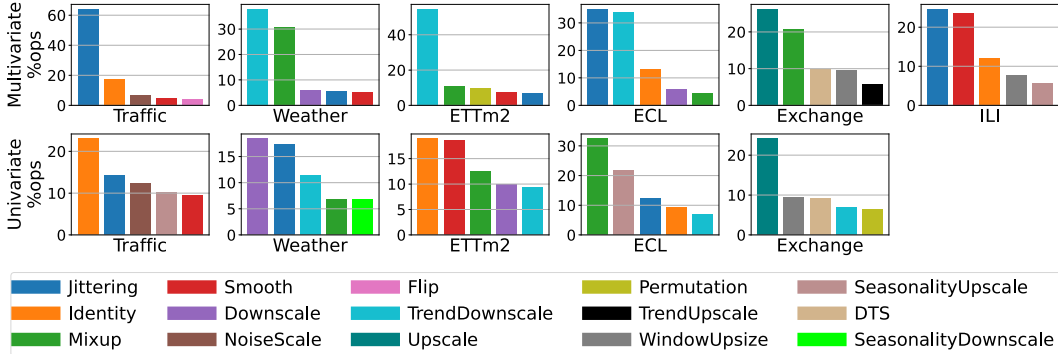 Multivariate
%ops
60
40
20
0
Traffic
30
20
10
0
Weather
40
20
0
ETTm2
30
20
10
0
ECL
20
10
0
Exchange
20
10
0
ILI
Univariate
%ops
20
10
0
Traffic
15
10
5
0
Weather
15
10
5
0
ETTm2
30
20
10
0
ECL
20
10
0
Exchange
Jittering Smooth Flip Permutation SeasonalityUpscale
Identity Downscale TrendDownscale TrendUpscale DTS
Mixup NoiseScale Upscale WindowUpsize SeasonalityDownscale